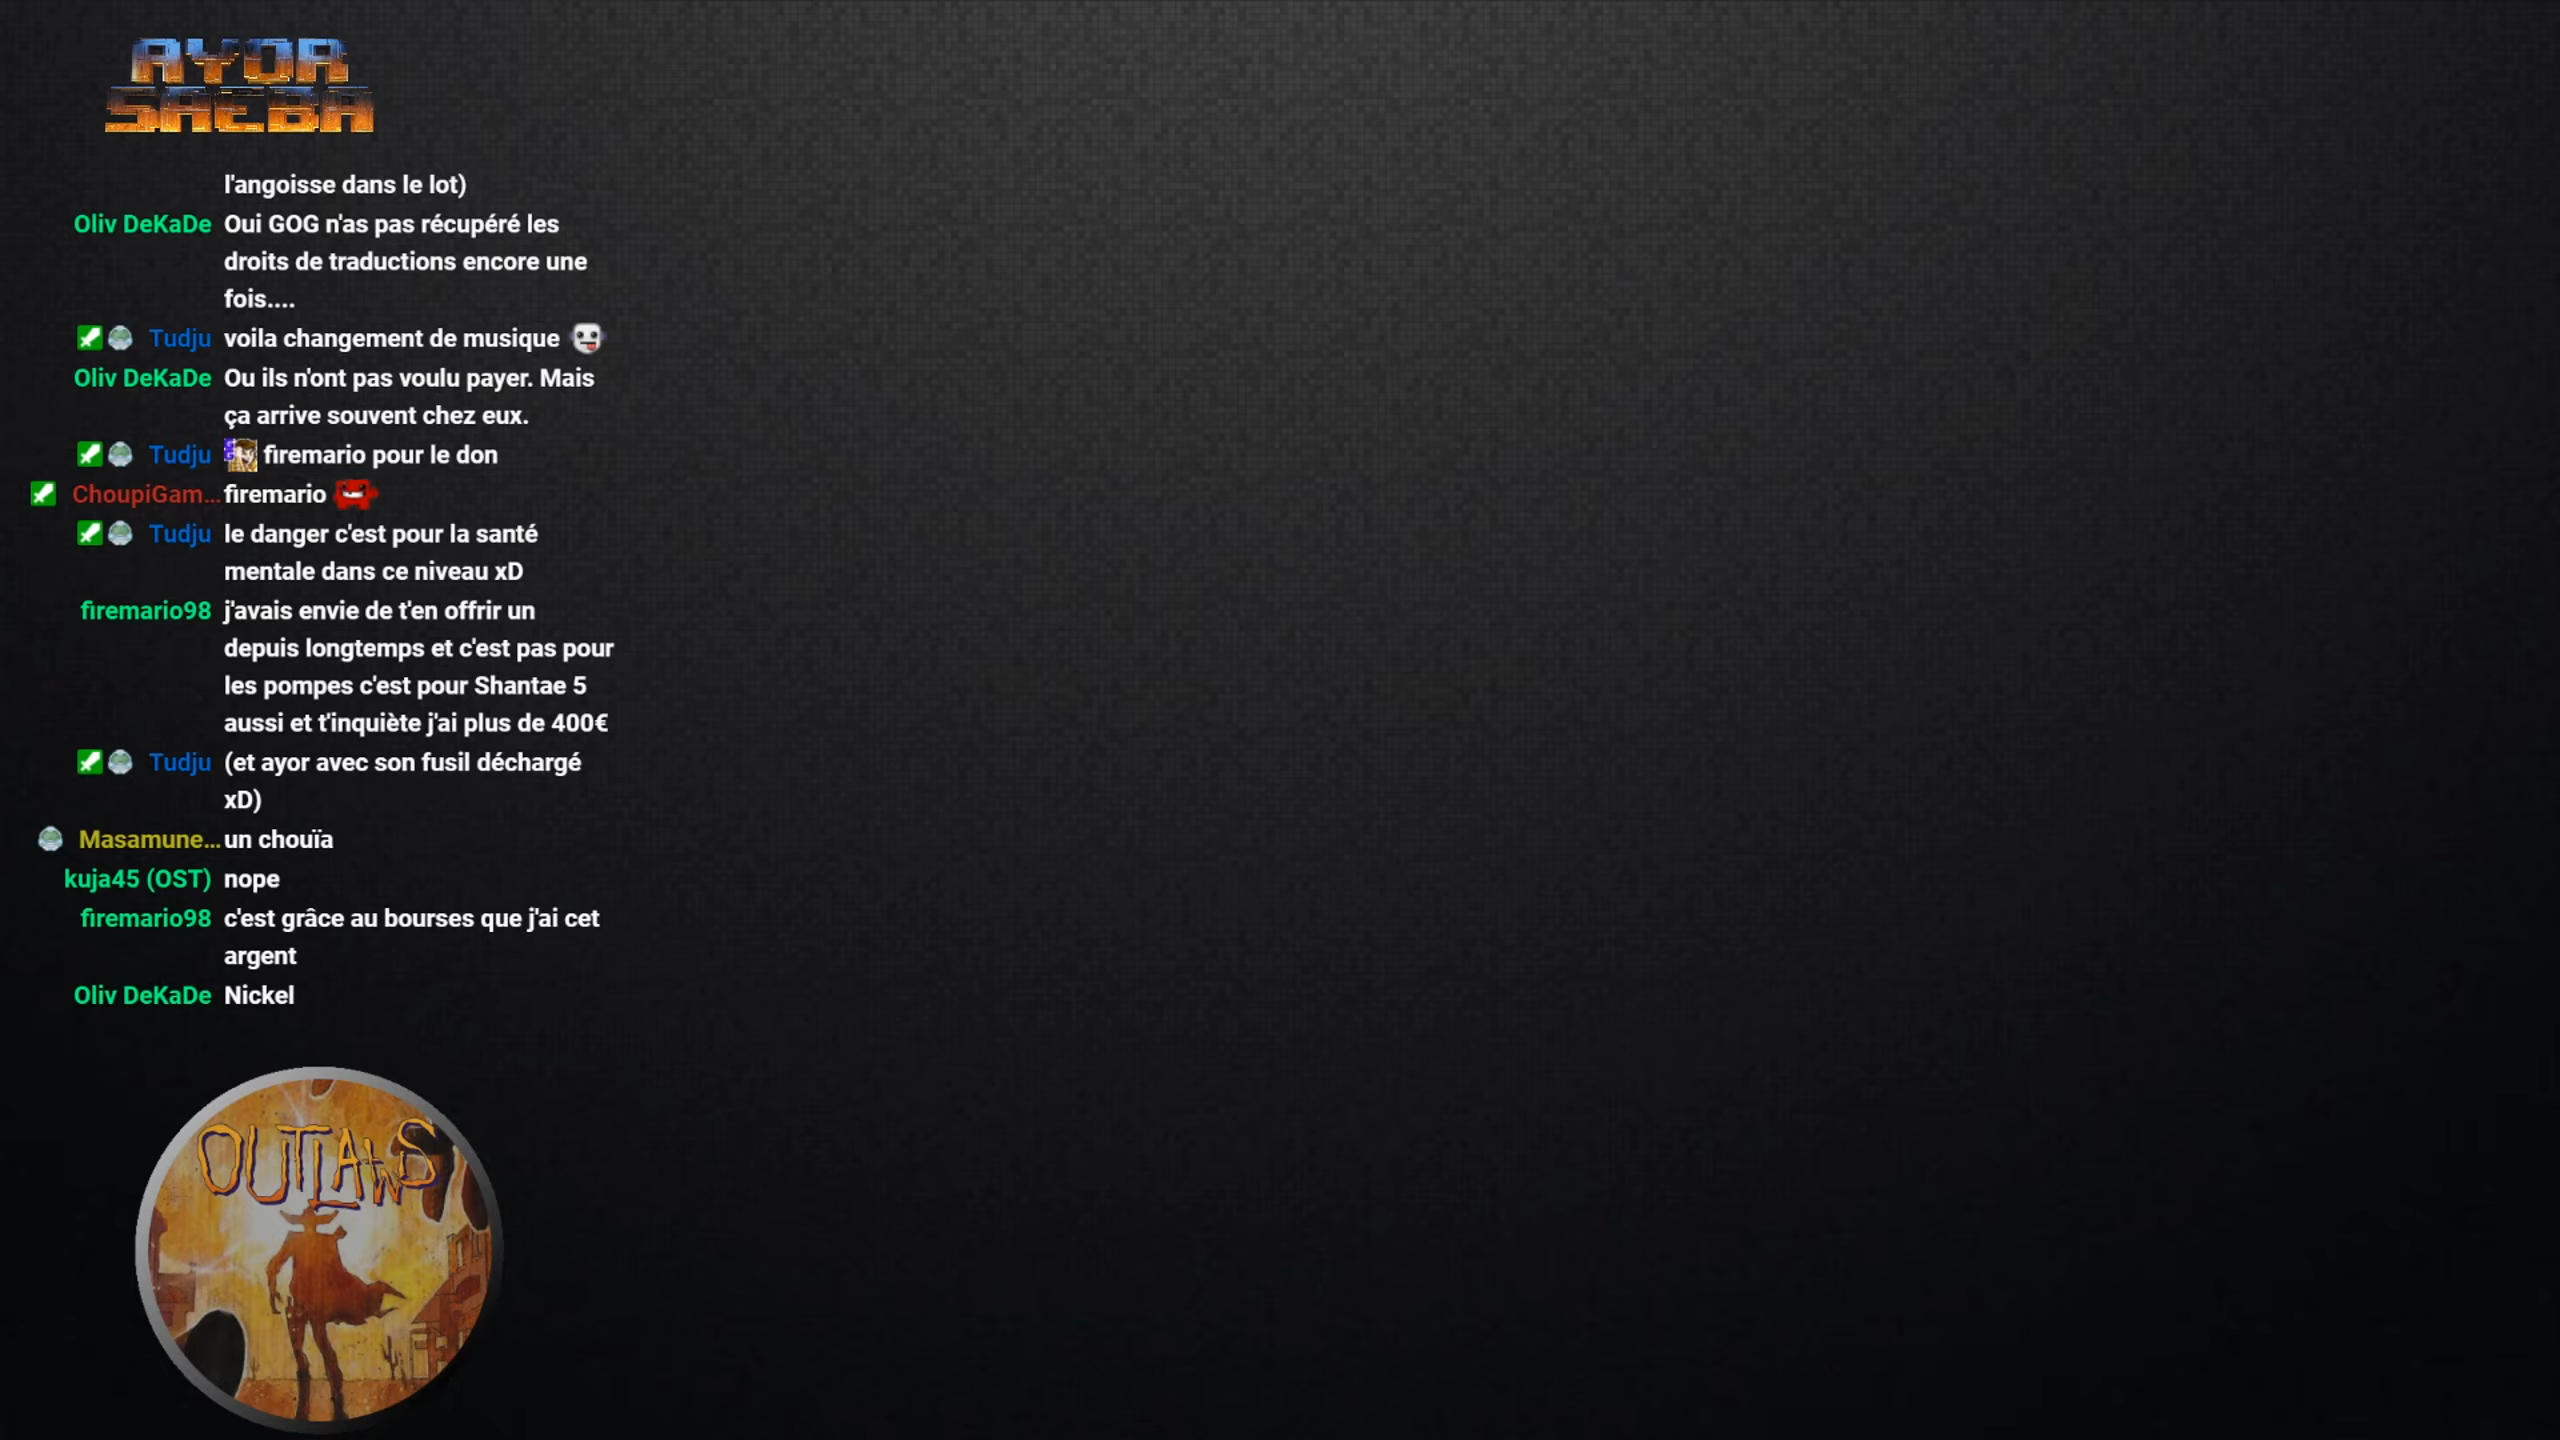 AYOR
SAEBA
l'angoisse dans le lot)
Oliv DeKaDe Oui GOG n'as pas récupéré les
droits de traductions encore une
fois....
Tudju voila changement de musique
Oliv DeKaDe Ou ils n'ont pas voulu payer. Mais
ça arrive souvent chez eux.
Tudju firemario pour le don
ChoupiGam... firemario
Tudju le danger c'est pour la santé
mentale dans ce niveau xD
firemario98 j'avais envie de t'en offrir un
depuis longtemps et c'est pas pour
les pompes c'est pour Shantae 5
aussi et t'inquiète j'ai plus de 400€
Tudju (et ayor avec son fusil déchargé
xD)
Masamune... un chouïa
kuja45 (OST) nope
firemario98 c'est grâce au bourses que j'ai cet
argent
Oliv DeKaDe Nickel
OUTLAWS